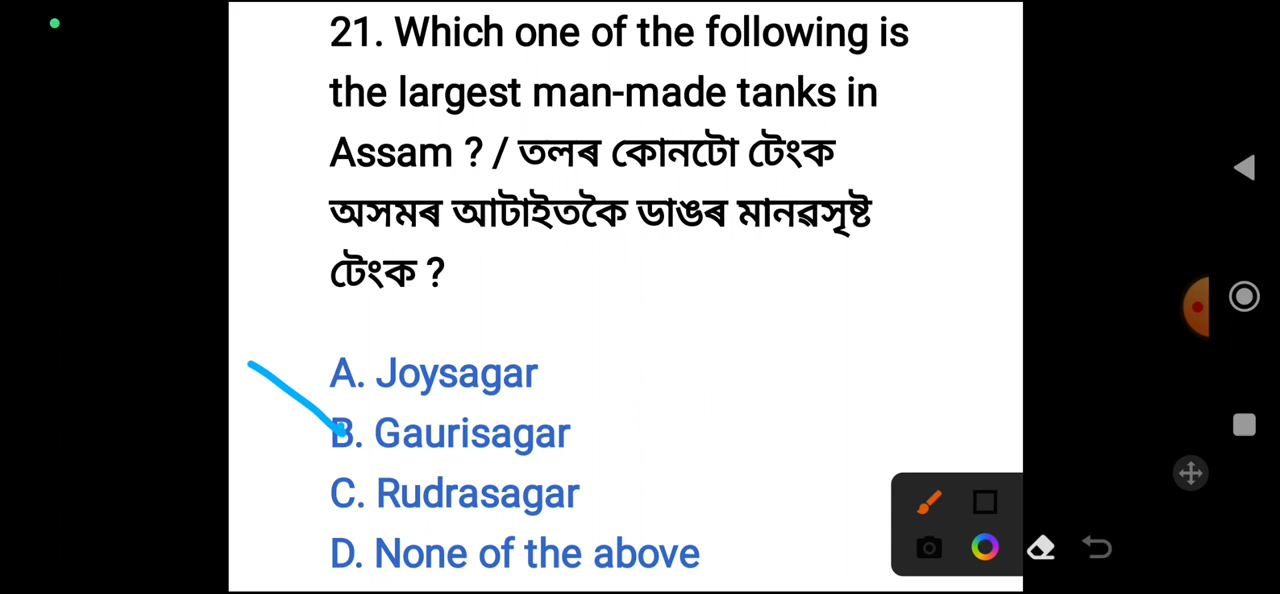 21. Which one of the following is
the largest man-made tanks in
Assam ? / তলৰ কোনটো টেংক
অসমৰ আটাইতকৈ ডাঙৰ মানৱসৃষ্ট
টেংক ?
A. Joysagar
B. Gaurisagar
C. Rudrasagar
D. None of the above